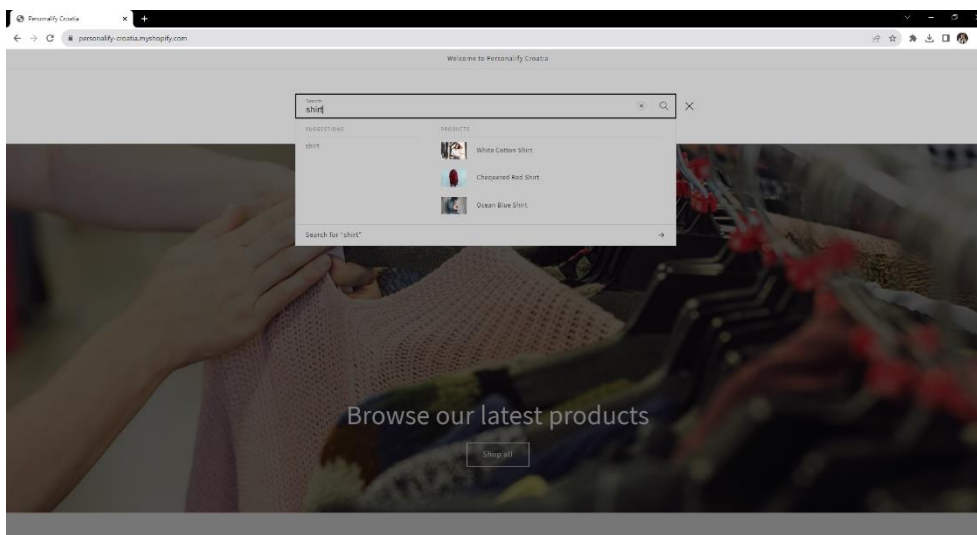 Personalify Croatia
personalify-croatia.myshopify.com
Welcome to Personalify Croatia
Search
shirt
SUGGESTIONS
shirt
PRODUCTS
White Cotton Shirt
Chequered Red Shirt
Ocean Blue Shirt
Search for "shirt"
Browse our latest products
Shop all